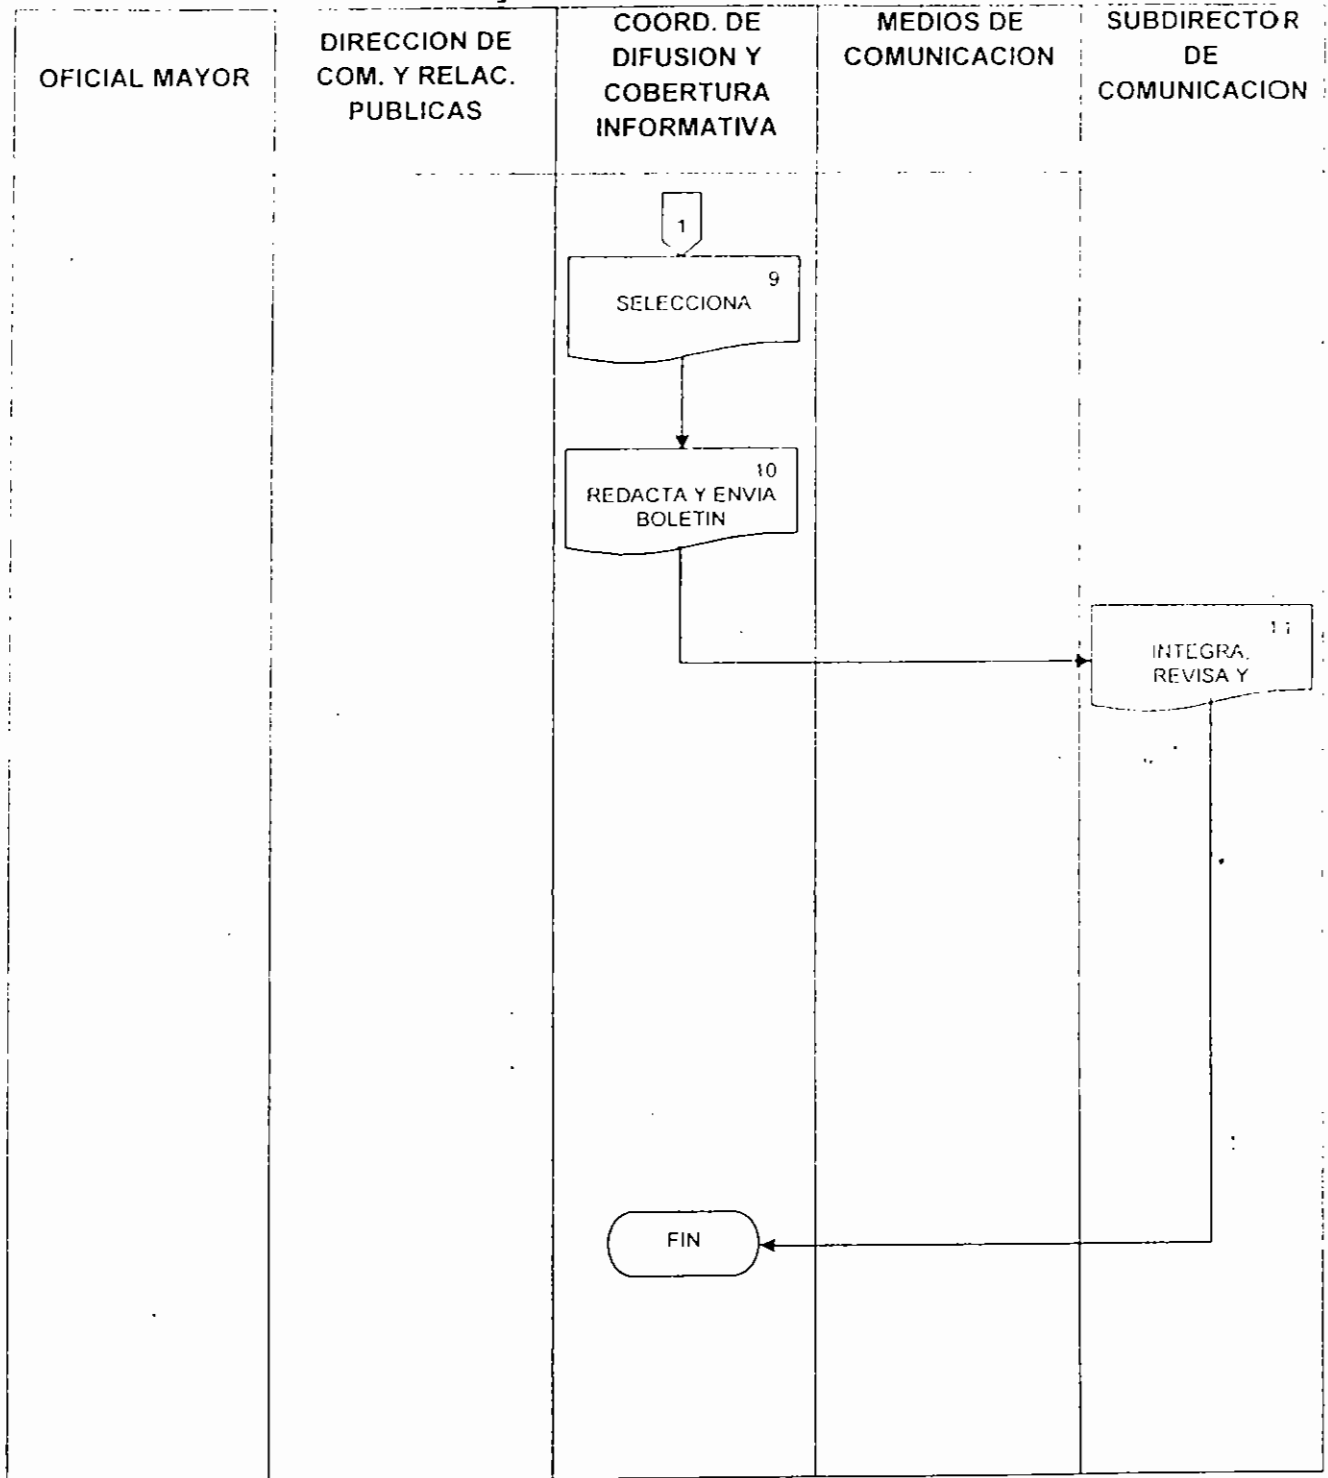 OFICIAL MAYOR
DIRECCION DE
COM. Y RELAC.
PUBLICAS
COORD. DE
DIFUSION Y
COBERTURA
INFORMATIVA
MEDIOS DE
COMUNICACION
SUBDIRECTOR
DE
COMUNICACION
1
9
SELECCIONA
10
REDACTA Y ENVIA
BOLETIN
11
INTEGRA,
REVISA Y
FIN